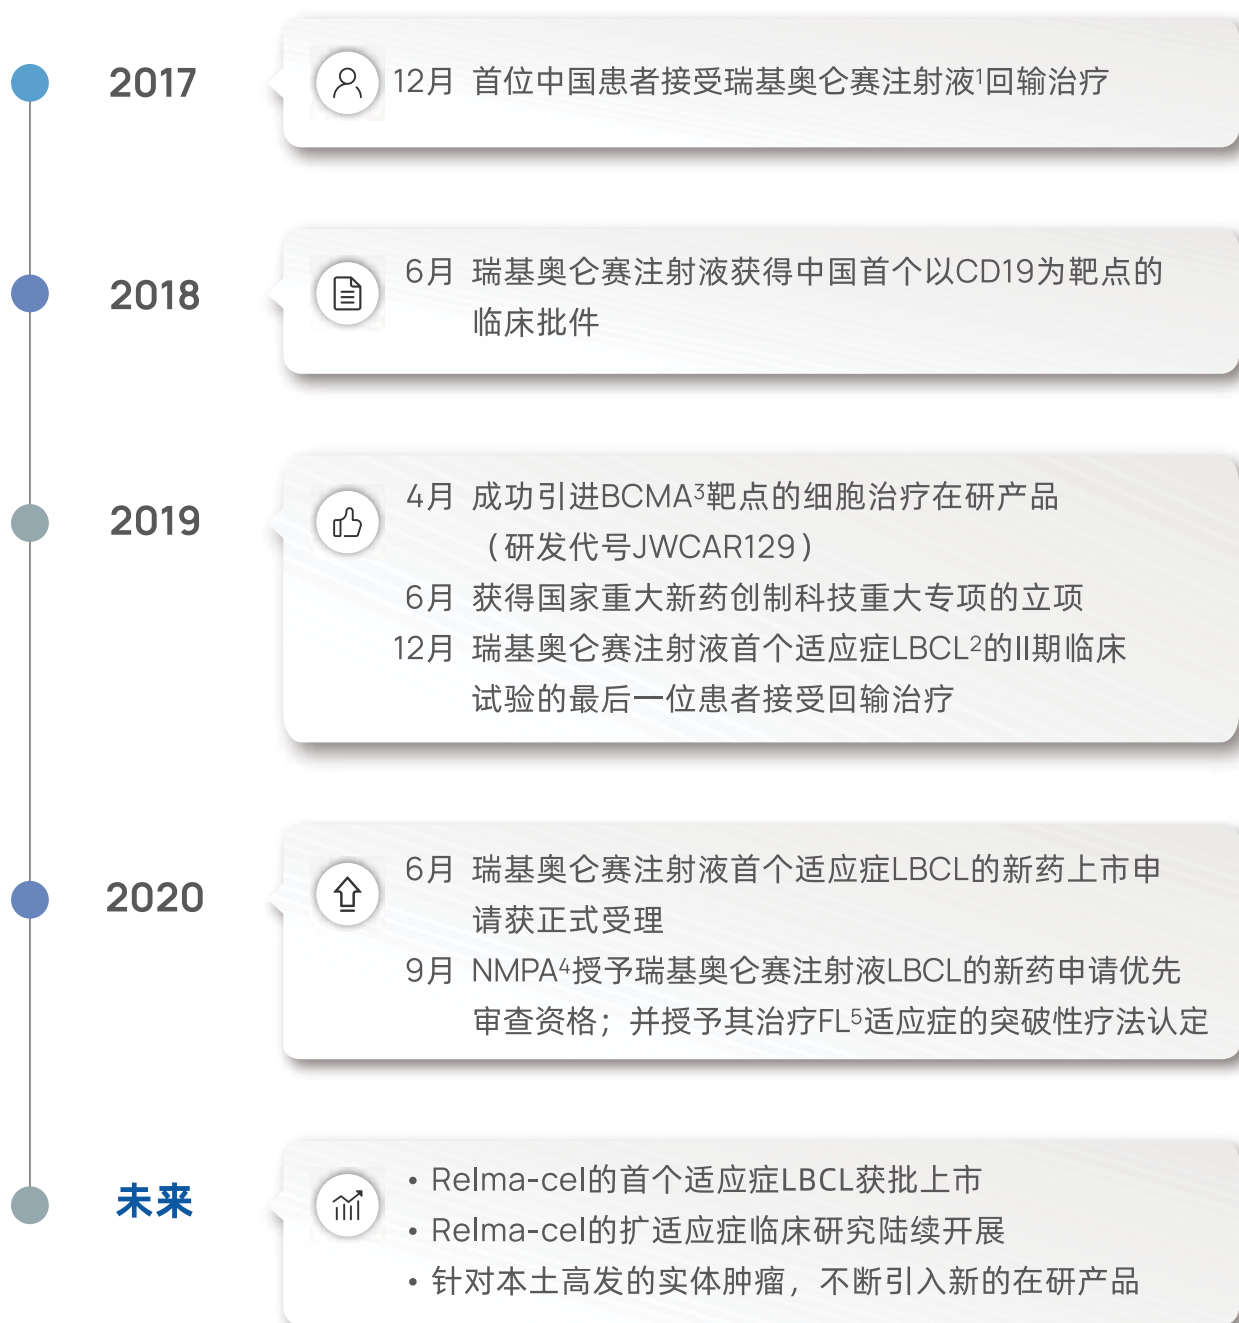 2017
12月 首位中国患者接受瑞基奥仑赛注射液¹回输治疗
2018
6月 瑞基奥仑赛注射液获得中国首个以CD19为靶点的
临床批件
2019
4月 成功引进BCMA³靶点的细胞治疗在研产品
（研发代号JWCAR129）
6月 获得国家重大新药创制科技重大专项的立项
12月 瑞基奥仑赛注射液首个适应症LBCL²的II期临床
试验的最后一位患者接受回输治疗
2020
6月 瑞基奥仑赛注射液首个适应症LBCL的新药上市申
请获正式受理
9月 NMPA⁴授予瑞基奥仑赛注射液LBCL的新药申请优先
审查资格；并授予其治疗FL⁵适应症的突破性疗法认定
未来
• Relma-cel的首个适应症LBCL获批上市
• Relma-cel的扩适应症临床研究陆续开展
• 针对本土高发的实体肿瘤，不断引入新的在研产品